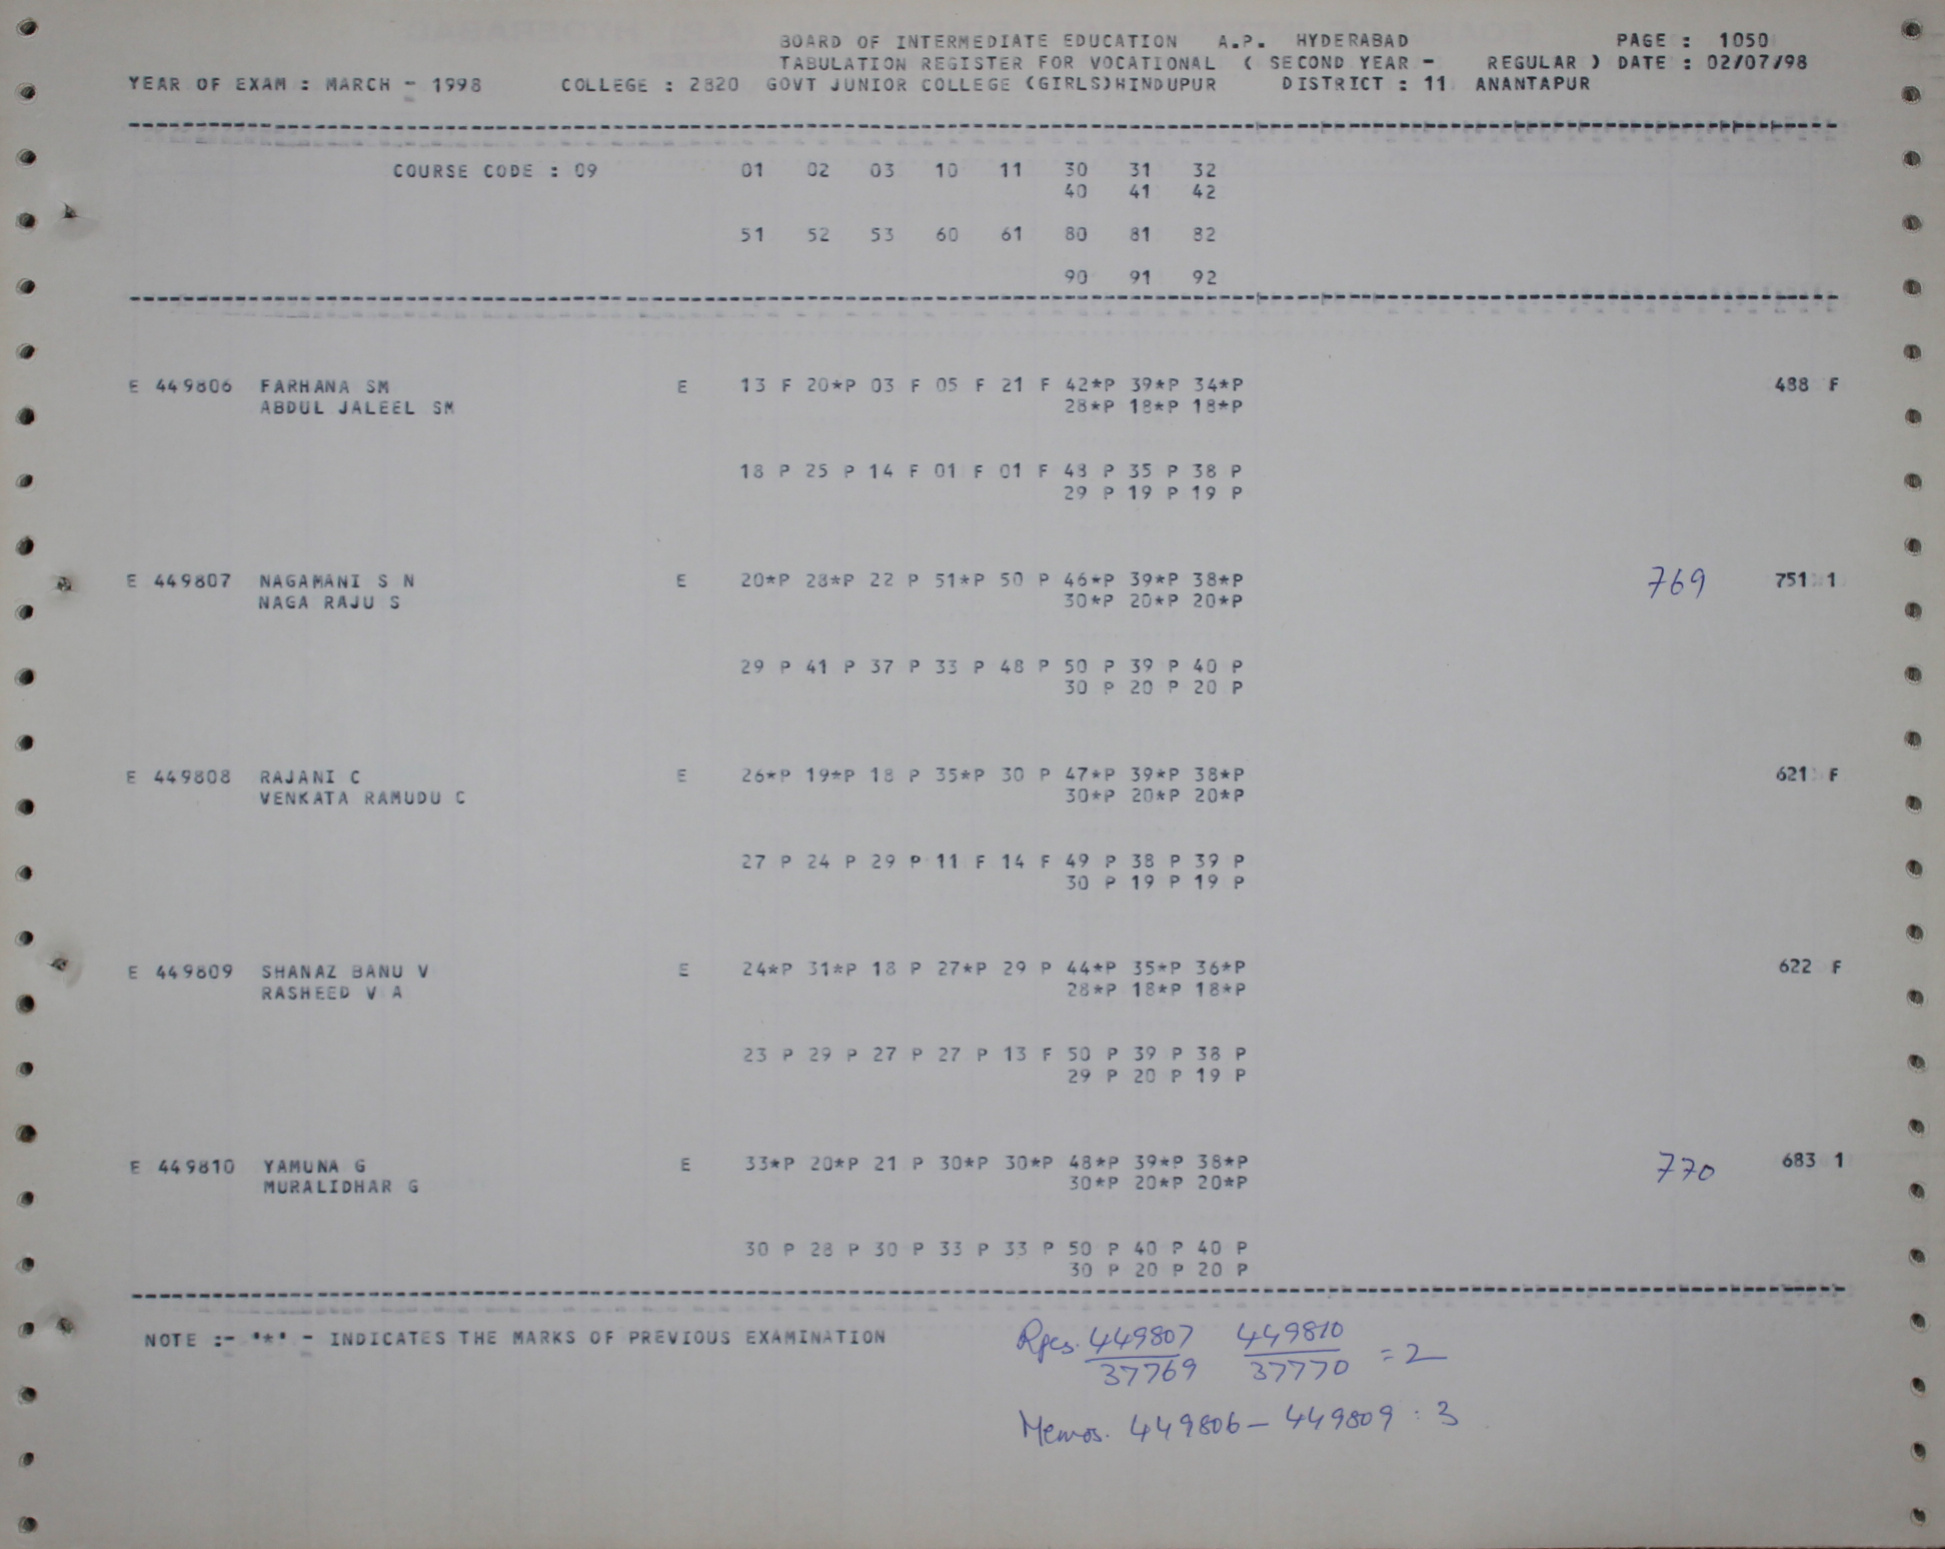 BOARD OF INTERMEDIATE EDUCATION A.P. HYDERABAD PAGE : 1050
TABULATION REGISTER FOR VOCATIONAL ( SECOND YEAR - REGULAR ) DATE : 02/07/98
YEAR OF EXAM : MARCH - 1998 COLLEGE : 2820 GOVT JUNIOR COLLEGE (GIRLS)HINDUPUR DISTRICT : 11 ANANTAPUR
COURSE CODE : 09 01 02 03 10 11 30 31 32
40 41 42
51 52 53 60 61 80 81 82
90 91 92
E 449806 FARHANA SM E 13 F 20*P 03 F 05 F 21 F 42*P 39*P 34*P 488 F
ABDUL JALEEL SM 28*P 18*P 18*P
18 P 25 P 14 F 01 F 01 F 48 P 35 P 38 P
29 P 19 P 19 P
E 449807 NAGAMANI S N E 20*P 28*P 22 P 51*P 50 P 46*P 39*P 38*P 769 751 1
NAGA RAJU S 30*P 20*P 20*P
29 P 41 P 37 P 33 P 48 P 50 P 39 P 40 P
30 P 20 P 20 P
E 449808 RAJANI C E 26*P 19*P 18 P 35*P 30 P 47*P 39*P 38*P 621 F
VENKATA RAMUDU C 30*P 20*P 20*P
27 P 24 P 29 P 11 F 14 F 49 P 38 P 39 P
30 P 19 P 19 P
E 449809 SHANAZ BANU V E 24*P 31*P 18 P 27*P 29 P 44*P 35*P 36*P 622 F
RASHEED V A 28*P 18*P 18*P
23 P 29 P 27 P 27 P 13 F 50 P 39 P 38 P
29 P 20 P 19 P
E 449810 YAMUNA G E 33*P 20*P 21 P 30*P 30*P 48*P 39*P 38*P 770 683 1
MURALIDHAR G 30*P 20*P 20*P
30 P 28 P 30 P 33 P 33 P 50 P 40 P 40 P
30 P 20 P 20 P
NOTE :- '*' - INDICATES THE MARKS OF PREVIOUS EXAMINATION
449807 449810 = 2
37769 37770
Memos. 449806 - 449809 : 3